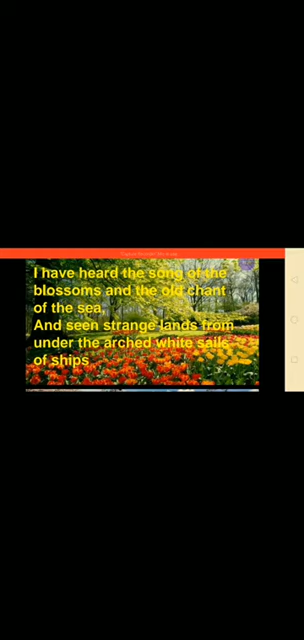 I have heard the song of the
blossoms and the old chant
of the sea,
And seen strange lands from
under the arched white sails
of ships